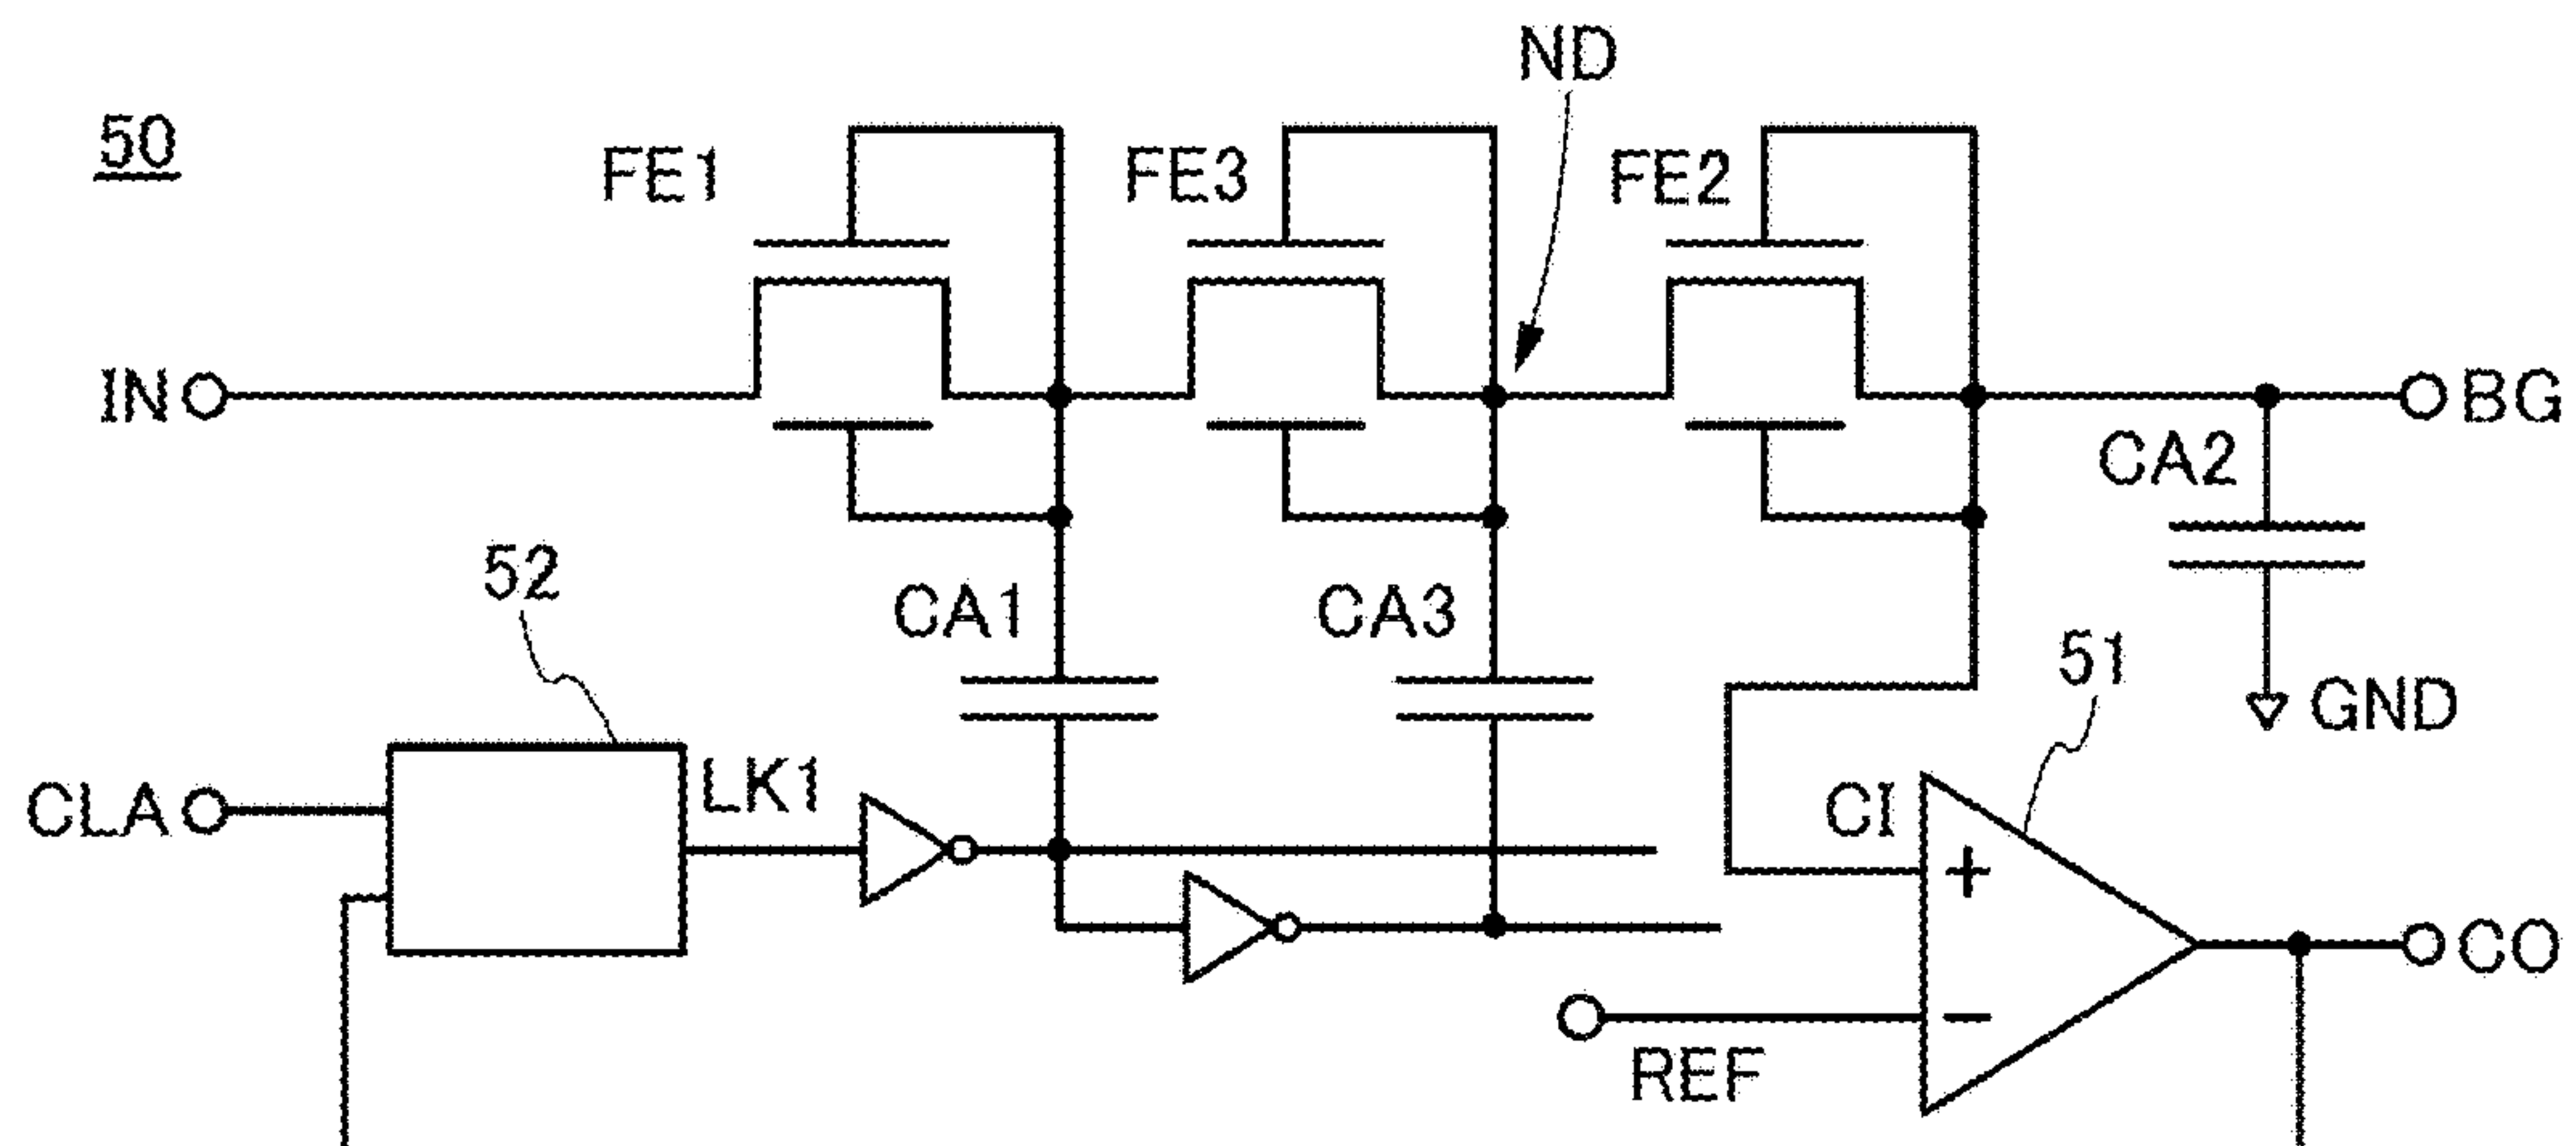 ND
50
FE1
FE3
FE2
IN
BG
CA2
52
CA1
CA3
51
GND
LK1
CLA
CI
+
CO
−
REF